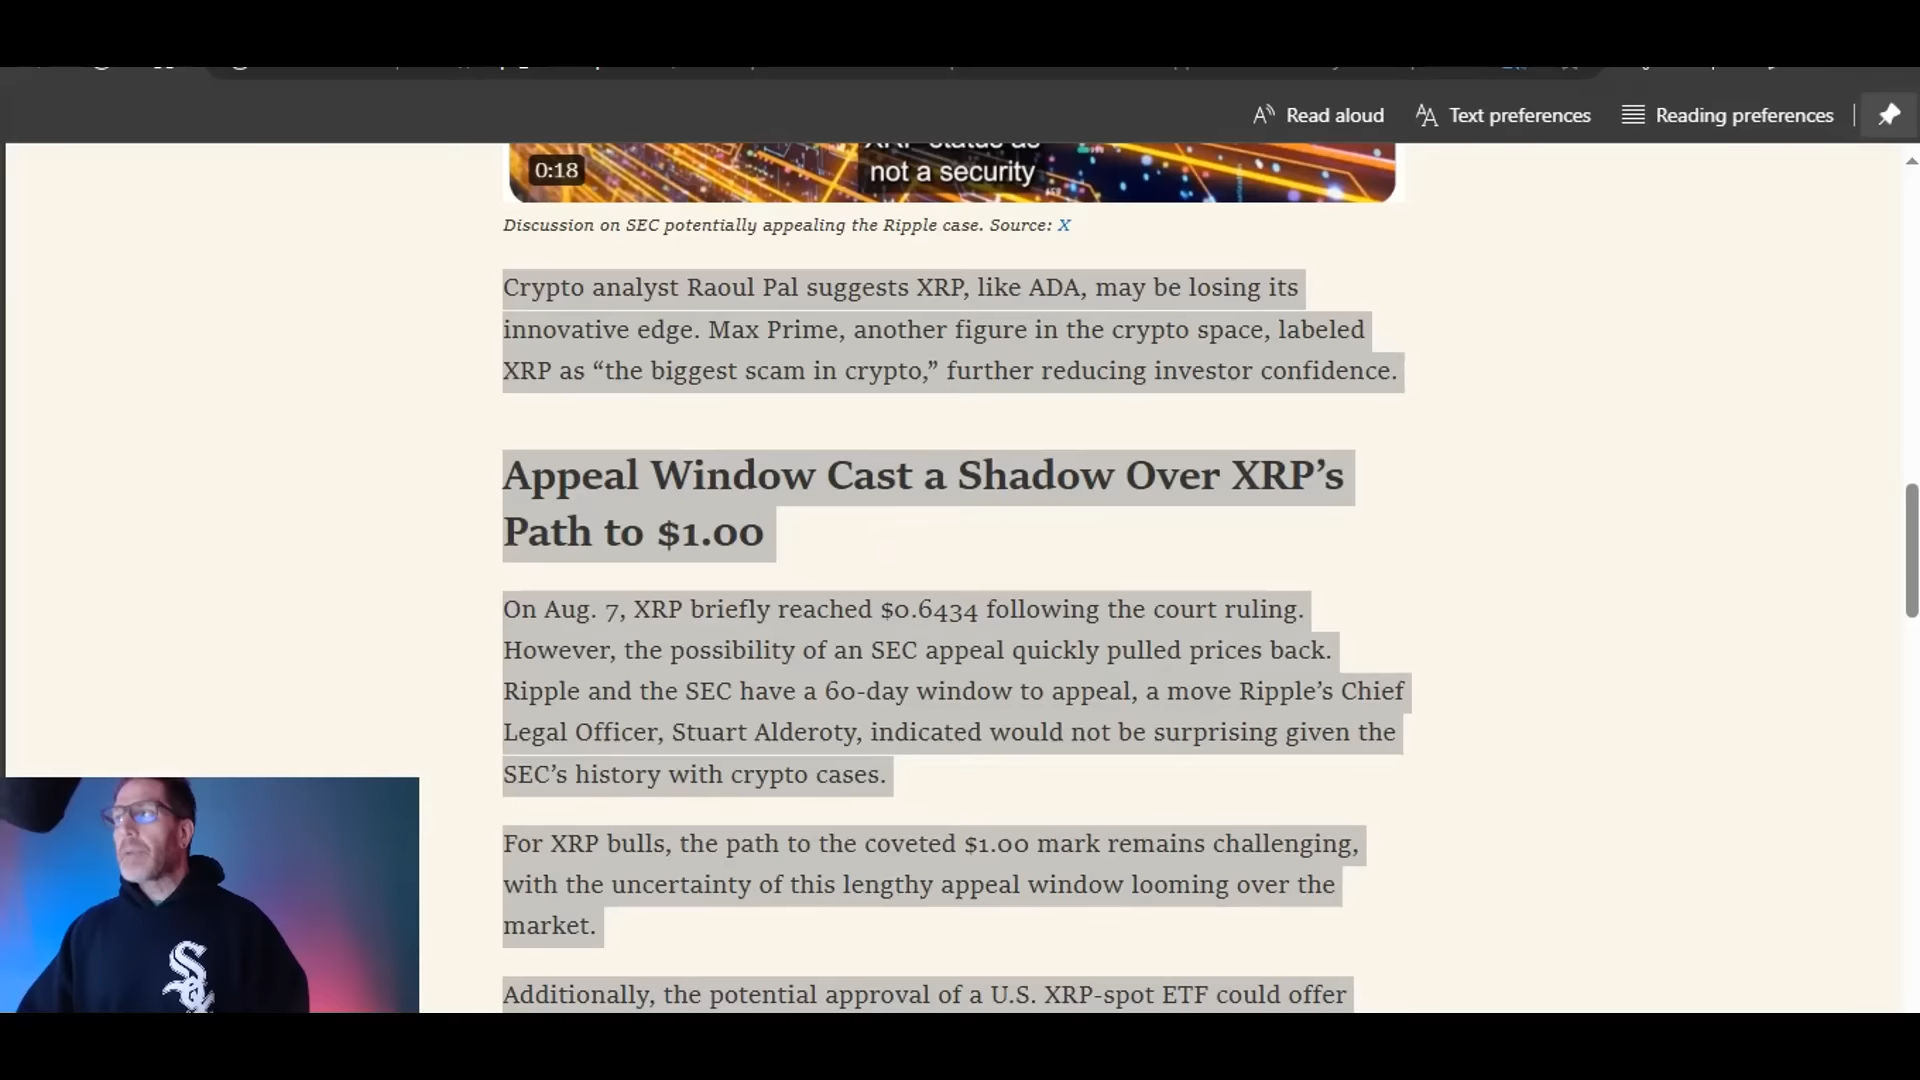 Read aloud
Text preferences
Reading preferences
0:18
not a security
Discussion on SEC potentially appealing the Ripple case. Source: X
Crypto analyst Raoul Pal suggests XRP, like ADA, may be losing its
innovative edge. Max Prime, another figure in the crypto space, labeled
XRP as “the biggest scam in crypto,” further reducing investor confidence.
Appeal Window Cast a Shadow Over XRP’s
Path to $1.00
On Aug. 7, XRP briefly reached $0.6434 following the court ruling.
However, the possibility of an SEC appeal quickly pulled prices back.
Ripple and the SEC have a 60-day window to appeal, a move Ripple’s Chief
Legal Officer, Stuart Alderoty, indicated would not be surprising given the
SEC’s history with crypto cases.
For XRP bulls, the path to the coveted $1.00 mark remains challenging,
with the uncertainty of this lengthy appeal window looming over the
market.
Additionally, the potential approval of a U.S. XRP-spot ETF could offer